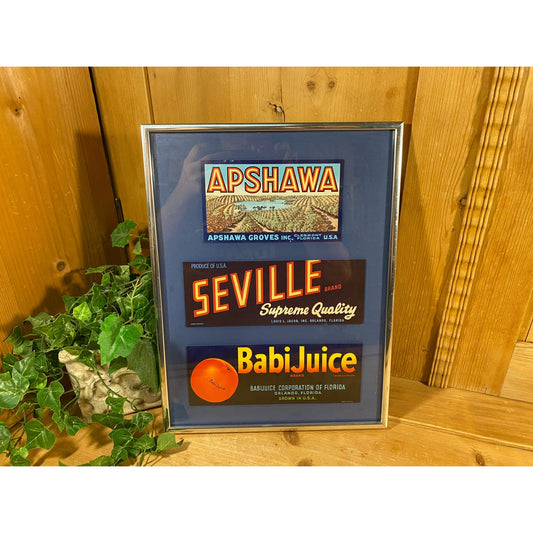 APSHAWA
APSHAWA GROVES INC, CLERMONT FLORIDA U.S.A
PRODUCE OF U.S.A.
SEVILLE BRAND
Supreme Quality
LOUIS L. JACOB, INC. ORLANDO, FLORIDA
BabiJuice
BRAND
BABIJUICE CORPORATION OF FLORIDA
ORLANDO, FLORIDA
GROWN IN U.S.A.